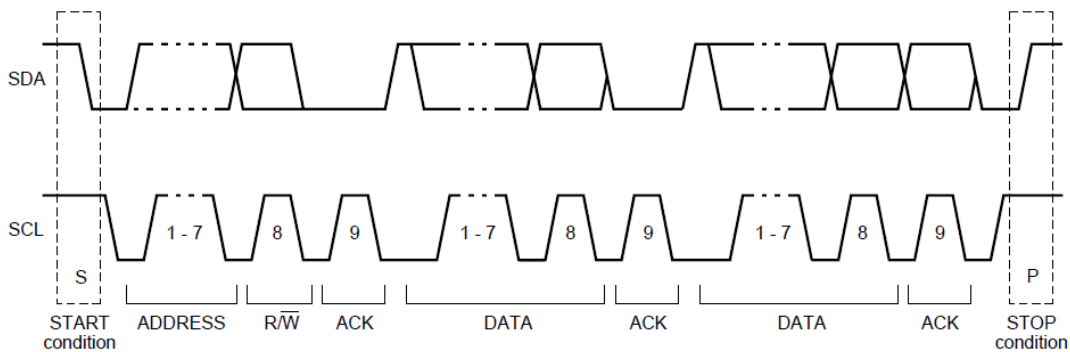 SDA
SCL
1 - 7
8
9
1 - 7
8
9
1 - 7
8
9
S
P
START
condition
ADDRESS
R/W̅
ACK
DATA
ACK
DATA
ACK
STOP
condition